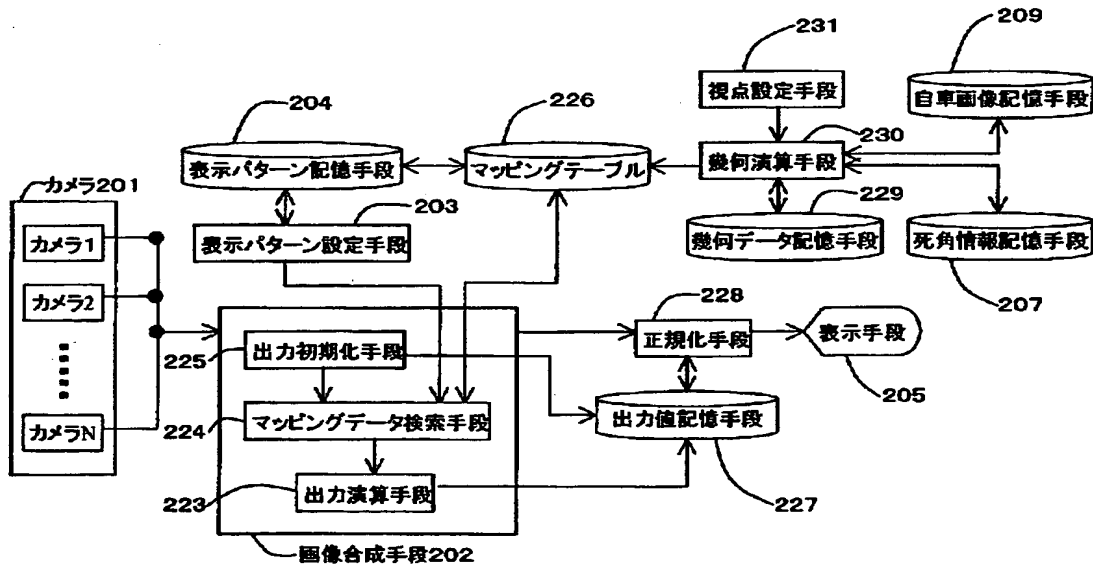 231
209
視点設定手段
自車画像記憶手段
204
226
230
表示パターン記憶手段
マッピングテーブル
幾何演算手段
カメラ201
203
229
カメラ1
表示パターン設定手段
幾何データ記憶手段
死角情報記憶手段
207
カメラ2
228
225
出力初期化手段
正規化手段
表示手段
205
224
マッピングデータ検索手段
出力値記憶手段
カメラN
223
出力演算手段
227
画像合成手段202